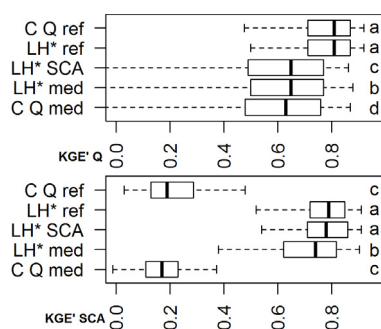 C Q ref a
LH* ref a
LH* SCA c
LH* med b
C Q med d
KGE' Q 0.0 0.2 0.4 0.6 0.8
C Q ref c
LH* ref a
LH* SCA a
LH* med b
C Q med c
KGE' SCA 0.0 0.2 0.4 0.6 0.8